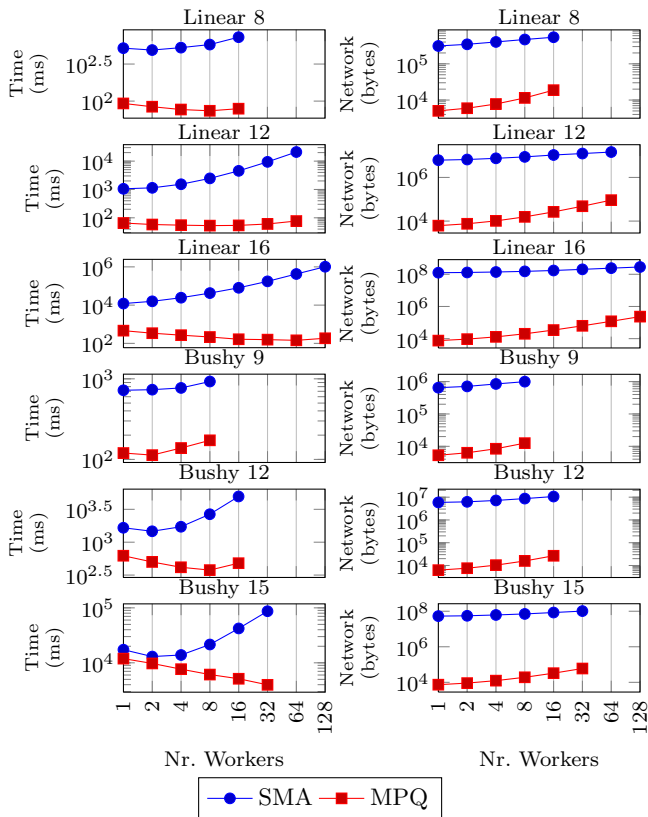 Linear 8 Linear 8
Time (ms) 10^2.5 10^2 Network (bytes) 10^5 10^4
Linear 12 Linear 12
Time (ms) 10^4 10^3 10^2 Network (bytes) 10^6 10^4
Linear 16 Linear 16
Time (ms) 10^6 10^4 10^2 Network (bytes) 10^8 10^6 10^4
Bushy 9 Bushy 9
Time (ms) 10^3 10^2 Network (bytes) 10^6 10^5 10^4
Bushy 12 Bushy 12
Time (ms) 10^3.5 10^3 10^2.5 Network (bytes) 10^7 10^6 10^5 10^4
Bushy 15 Bushy 15
Time (ms) 10^5 10^4 Network (bytes) 10^8 10^6 10^4
1 2 4 8 16 32 64 128 1 2 4 8 16 32 64 128
Nr. Workers Nr. Workers
SMA MPQ